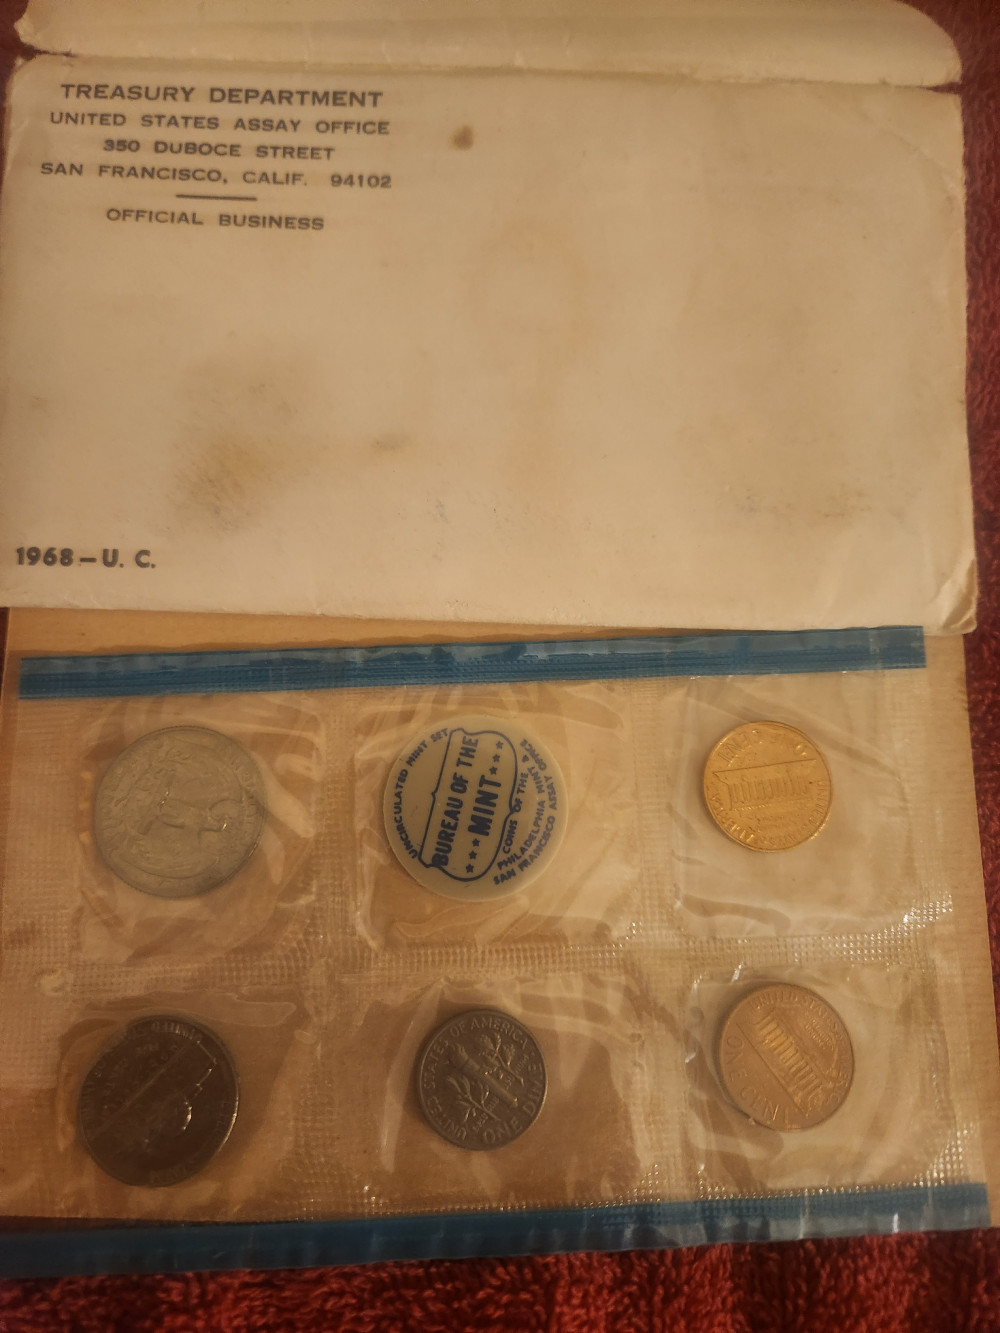 TREASURY DEPARTMENT
UNITED STATES ASSAY OFFICE
350 DUBOCE STREET
SAN FRANCISCO, CALIF. 94102
OFFICIAL BUSINESS
1968 – U. C.
UNCIRCULATED MINT SET
BUREAU OF THE
★ ★ ★ MINT ★ ★ ★
COINS OF THE
PHILADELPHIA MINT &
SAN FRANCISCO ASSAY OFFICE
UNITED STATES OF AMERICA
ONE DIME
UNITED STATES
ONE CENT